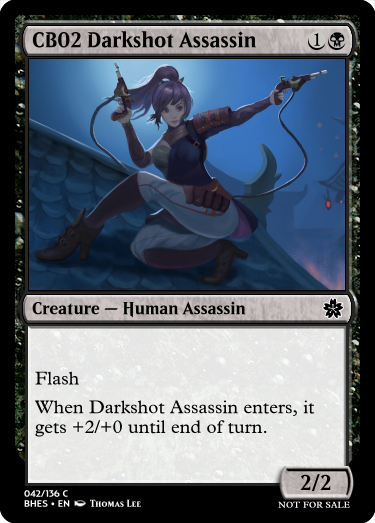 CB02 Darkshot Assassin 1
Creature — Human Assassin
Flash
When Darkshot Assassin enters, it
gets +2/+0 until end of turn.
2/2
042/136 C
BHES • EN Thomas Lee
NOT FOR SALE